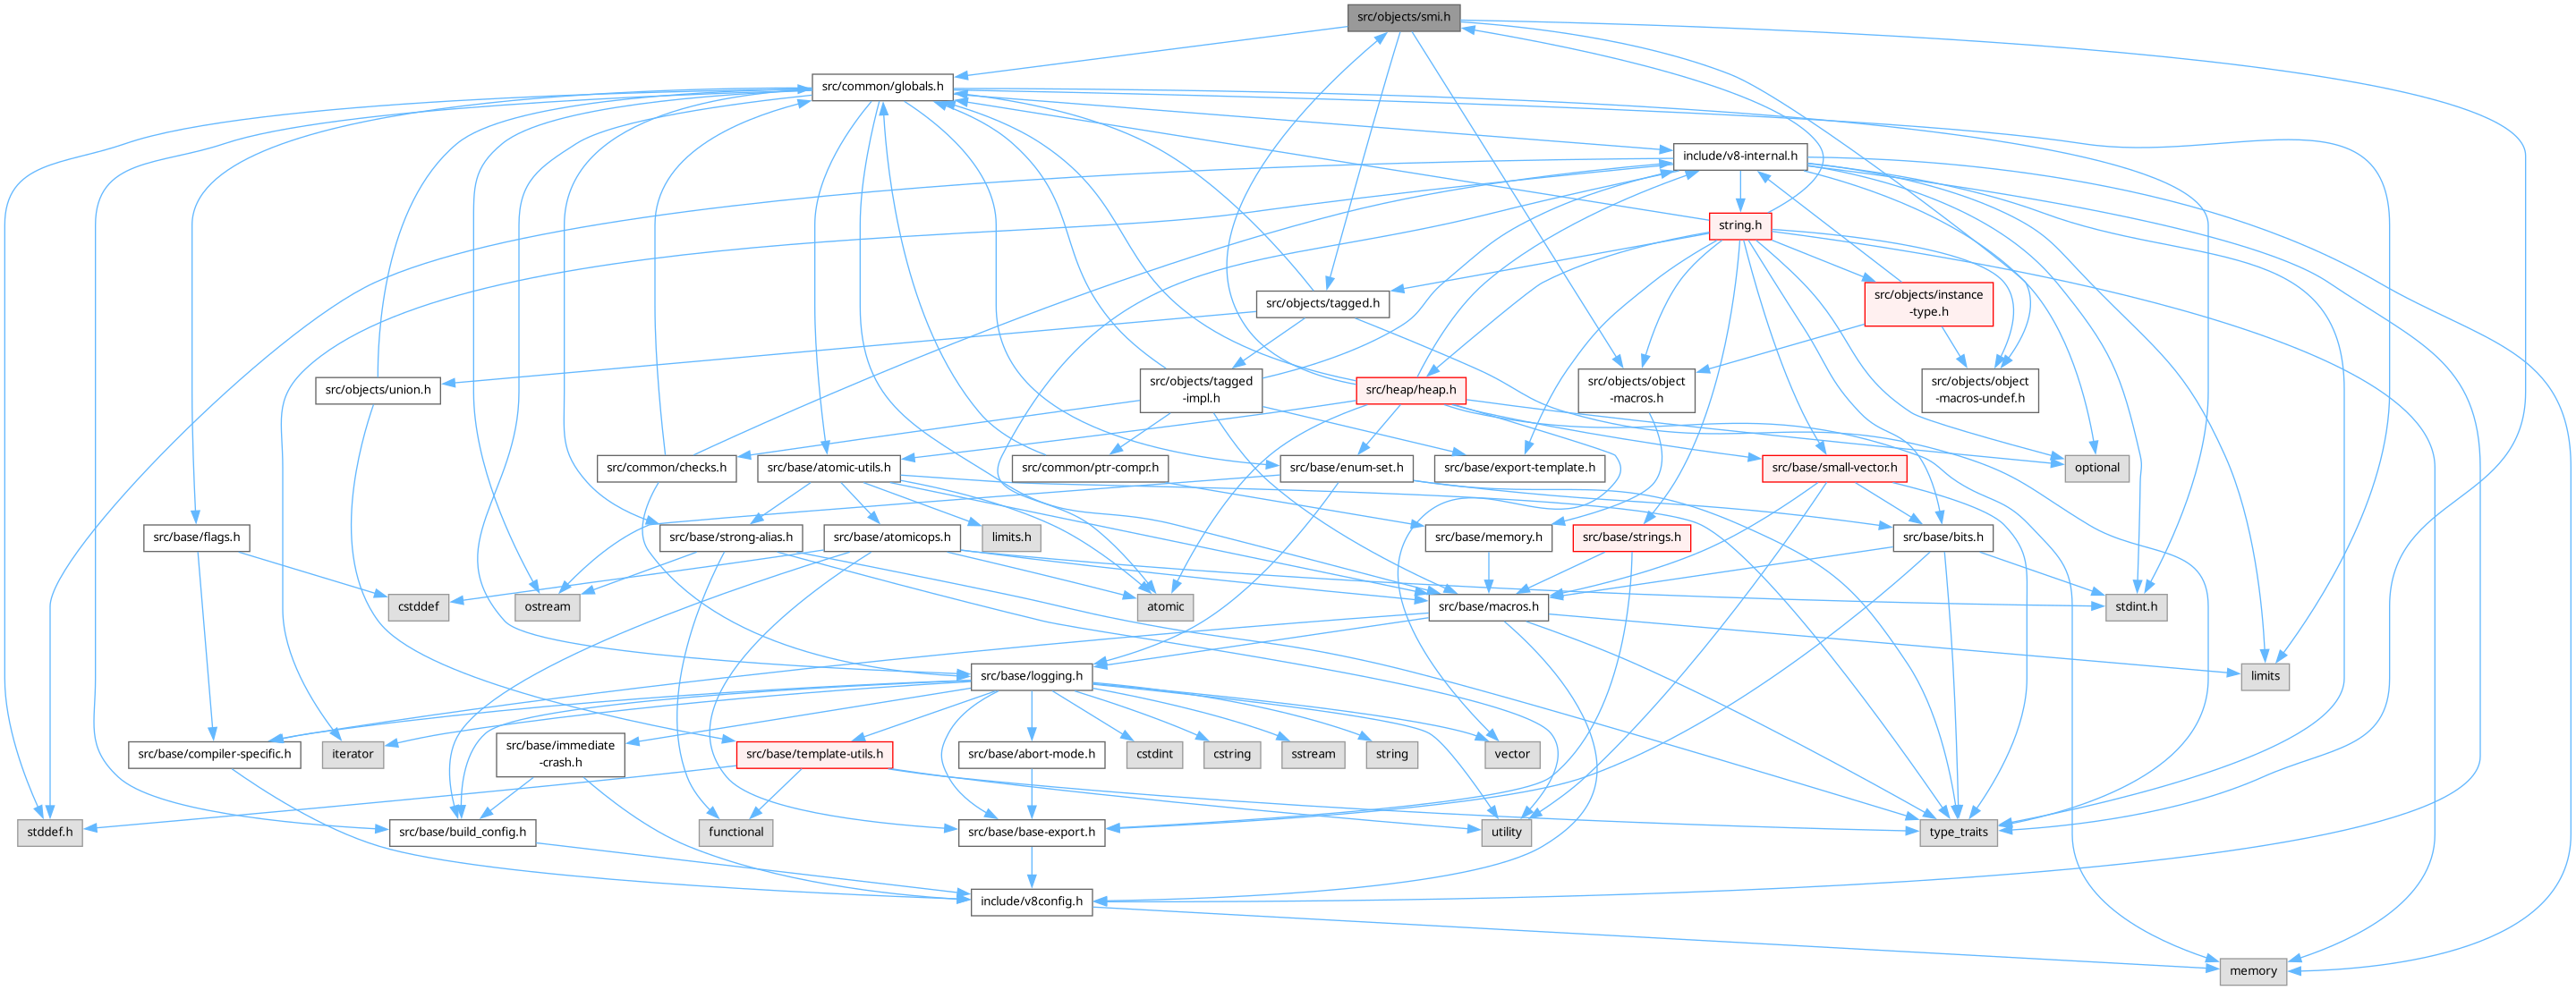 src/objects/smi.h
src/common/globals.h
include/v8-internal.h
string.h
src/objects/tagged.h
src/objects/instance
-type.h
src/objects/union.h
src/objects/tagged
-impl.h
src/heap/heap.h
src/objects/object
-macros.h
src/objects/object
-macros-undef.h
src/common/checks.h
src/base/atomic-utils.h
src/common/ptr-compr.h
src/base/enum-set.h
src/base/export-template.h
src/base/small-vector.h
optional
src/base/flags.h
src/base/strong-alias.h
src/base/atomicops.h
limits.h
src/base/memory.h
src/base/strings.h
src/base/bits.h
cstddef
ostream
atomic
src/base/macros.h
stdint.h
src/base/logging.h
limits
src/base/compiler-specific.h
iterator
src/base/immediate
-crash.h
src/base/template-utils.h
src/base/abort-mode.h
cstdint
cstring
sstream
string
vector
stddef.h
src/base/build_config.h
functional
src/base/base-export.h
utility
type_traits
include/v8config.h
memory